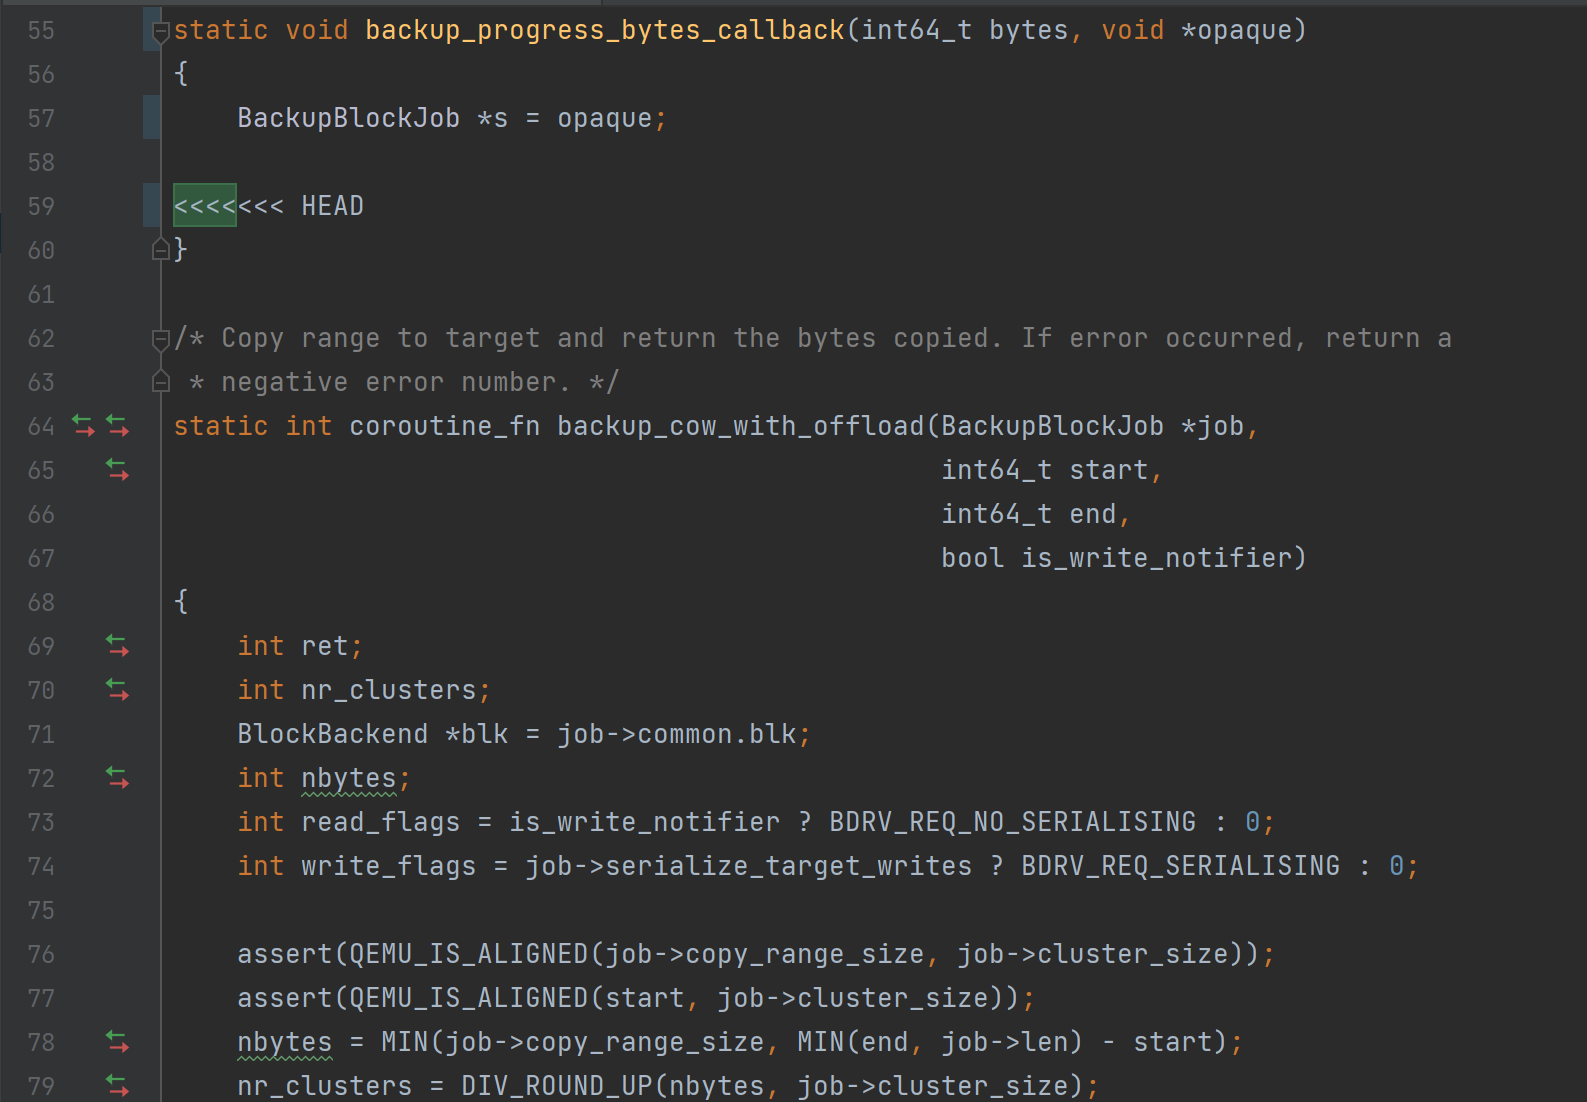 55 static void backup_progress_bytes_callback(int64_t bytes, void *opaque)
56 {
57     BackupBlockJob *s = opaque;
58
59 <<<<<<< HEAD
60 }
61
62 /* Copy range to target and return the bytes copied. If error occurred, return a
63  * negative error number. */
64 static int coroutine_fn backup_cow_with_offload(BackupBlockJob *job,
65                                                 int64_t start,
66                                                 int64_t end,
67                                                 bool is_write_notifier)
68 {
69     int ret;
70     int nr_clusters;
71     BlockBackend *blk = job->common.blk;
72     int nbytes;
73     int read_flags = is_write_notifier ? BDRV_REQ_NO_SERIALISING : 0;
74     int write_flags = job->serialize_target_writes ? BDRV_REQ_SERIALISING : 0;
75
76     assert(QEMU_IS_ALIGNED(job->copy_range_size, job->cluster_size));
77     assert(QEMU_IS_ALIGNED(start, job->cluster_size));
78     nbytes = MIN(job->copy_range_size, MIN(end, job->len) - start);
79     nr_clusters = DIV_ROUND_UP(nbytes, job->cluster_size);